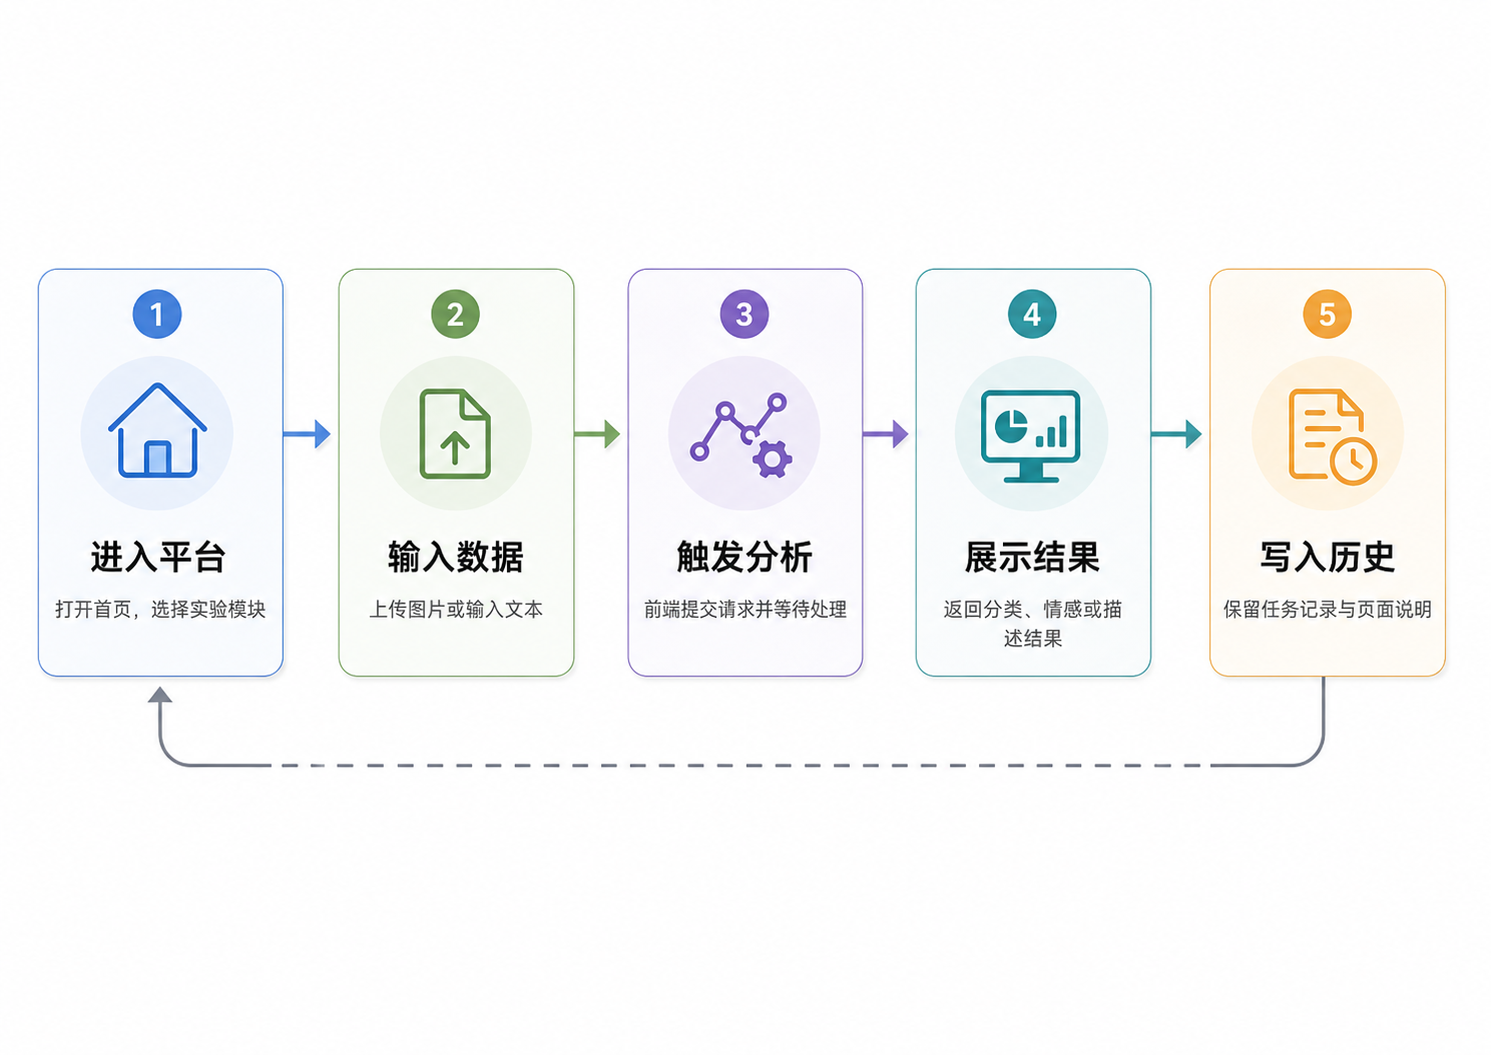 1
进入平台
打开首页，选择实验模块
2
输入数据
上传图片或输入文本
3
触发分析
前端提交请求并等待处理
4
展示结果
返回分类、情感或描
述结果
5
写入历史
保留任务记录与页面说明